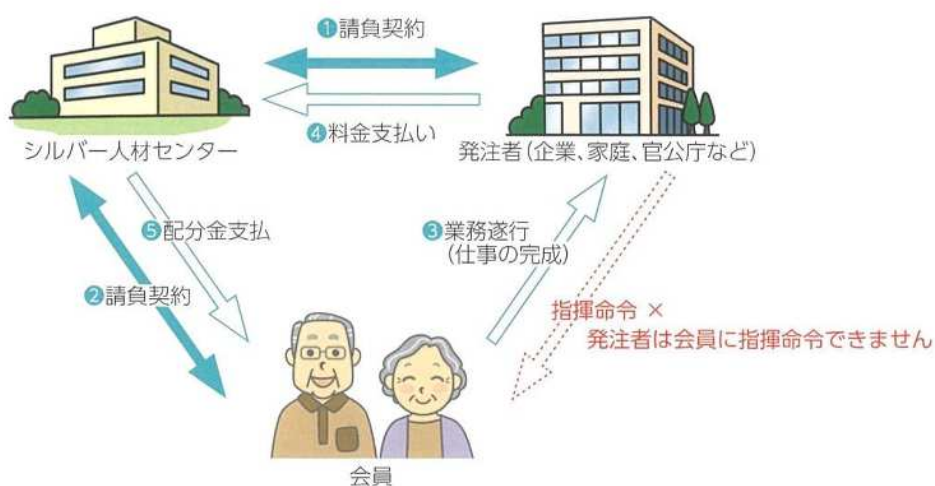 ❶請負契約
❹料金支払い
シルバー人材センター
発注者(企業、家庭、官公庁など)
❺配分金支払
❸業務遂行
(仕事の完成)
❷請負契約
指揮命令 ×
発注者は会員に指揮命令できません
会員